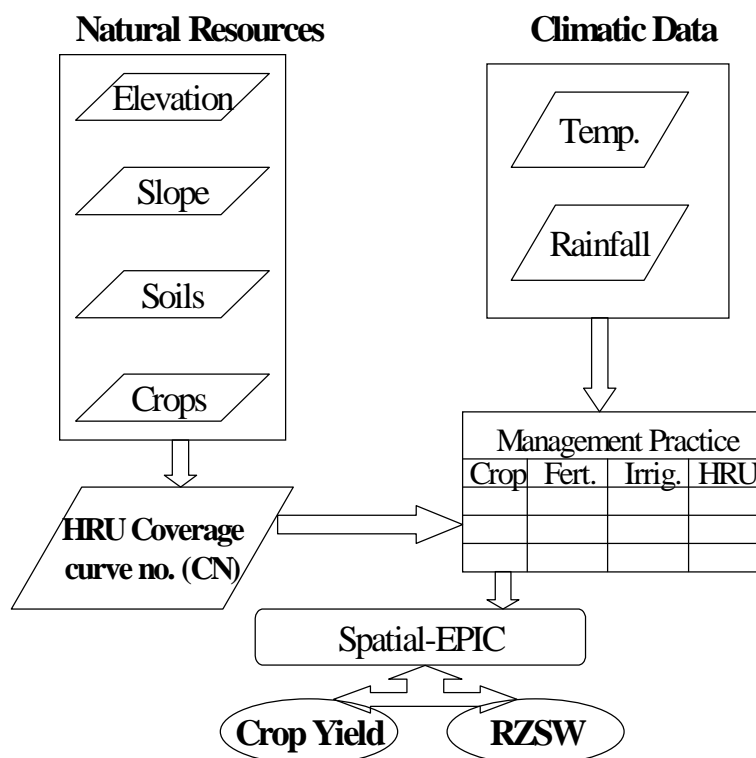 Natural Resources
Elevation
Slope
Soils
Crops
Climatic Data
Temp.
Rainfall
HRU Coverage
curve no. (CN)
Management Practice
Crop Fert. Irrig. HRU
Spatial-EPIC
Crop Yield
RZSW